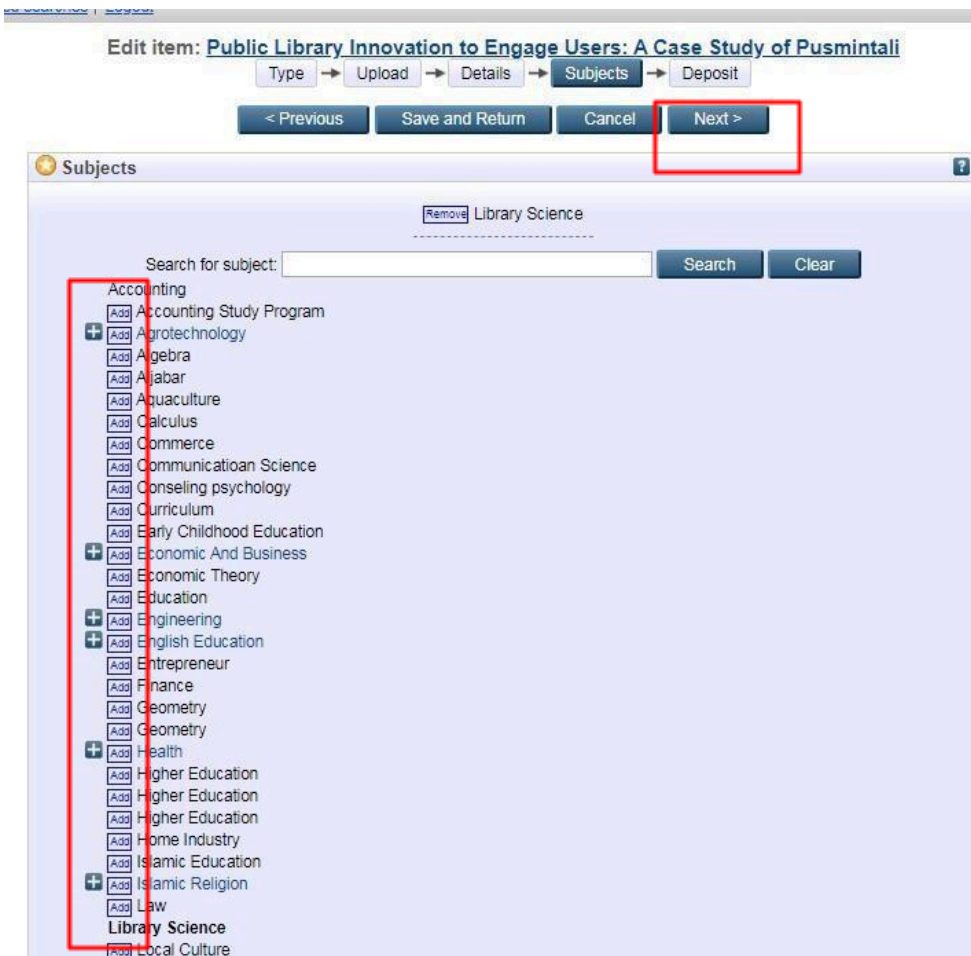 Edit item: Public Library Innovation to Engage Users: A Case Study of Pusmintali
Type → Upload → Details → Subjects → Deposit
< Previous Save and Return Cancel Next >
Subjects ?
Remove Library Science
Search for subject: Search Clear
Accounting
Add Accounting Study Program
+ Add Agrotechnology
Add Algebra
Add Aljabar
Add Aquaculture
Add Calculus
Add Commerce
Add Communicatioan Science
Add Conseling psychology
Add Curriculum
Add Early Childhood Education
+ Add Economic And Business
Add Economic Theory
Add Education
+ Add Engineering
+ Add English Education
Add Entrepreneur
Add Finance
Add Geometry
Add Geometry
+ Add Health
Add Higher Education
Add Higher Education
Add Higher Education
Add Home Industry
Add Islamic Education
+ Add Islamic Religion
Add Law
Library Science
Add Local Culture